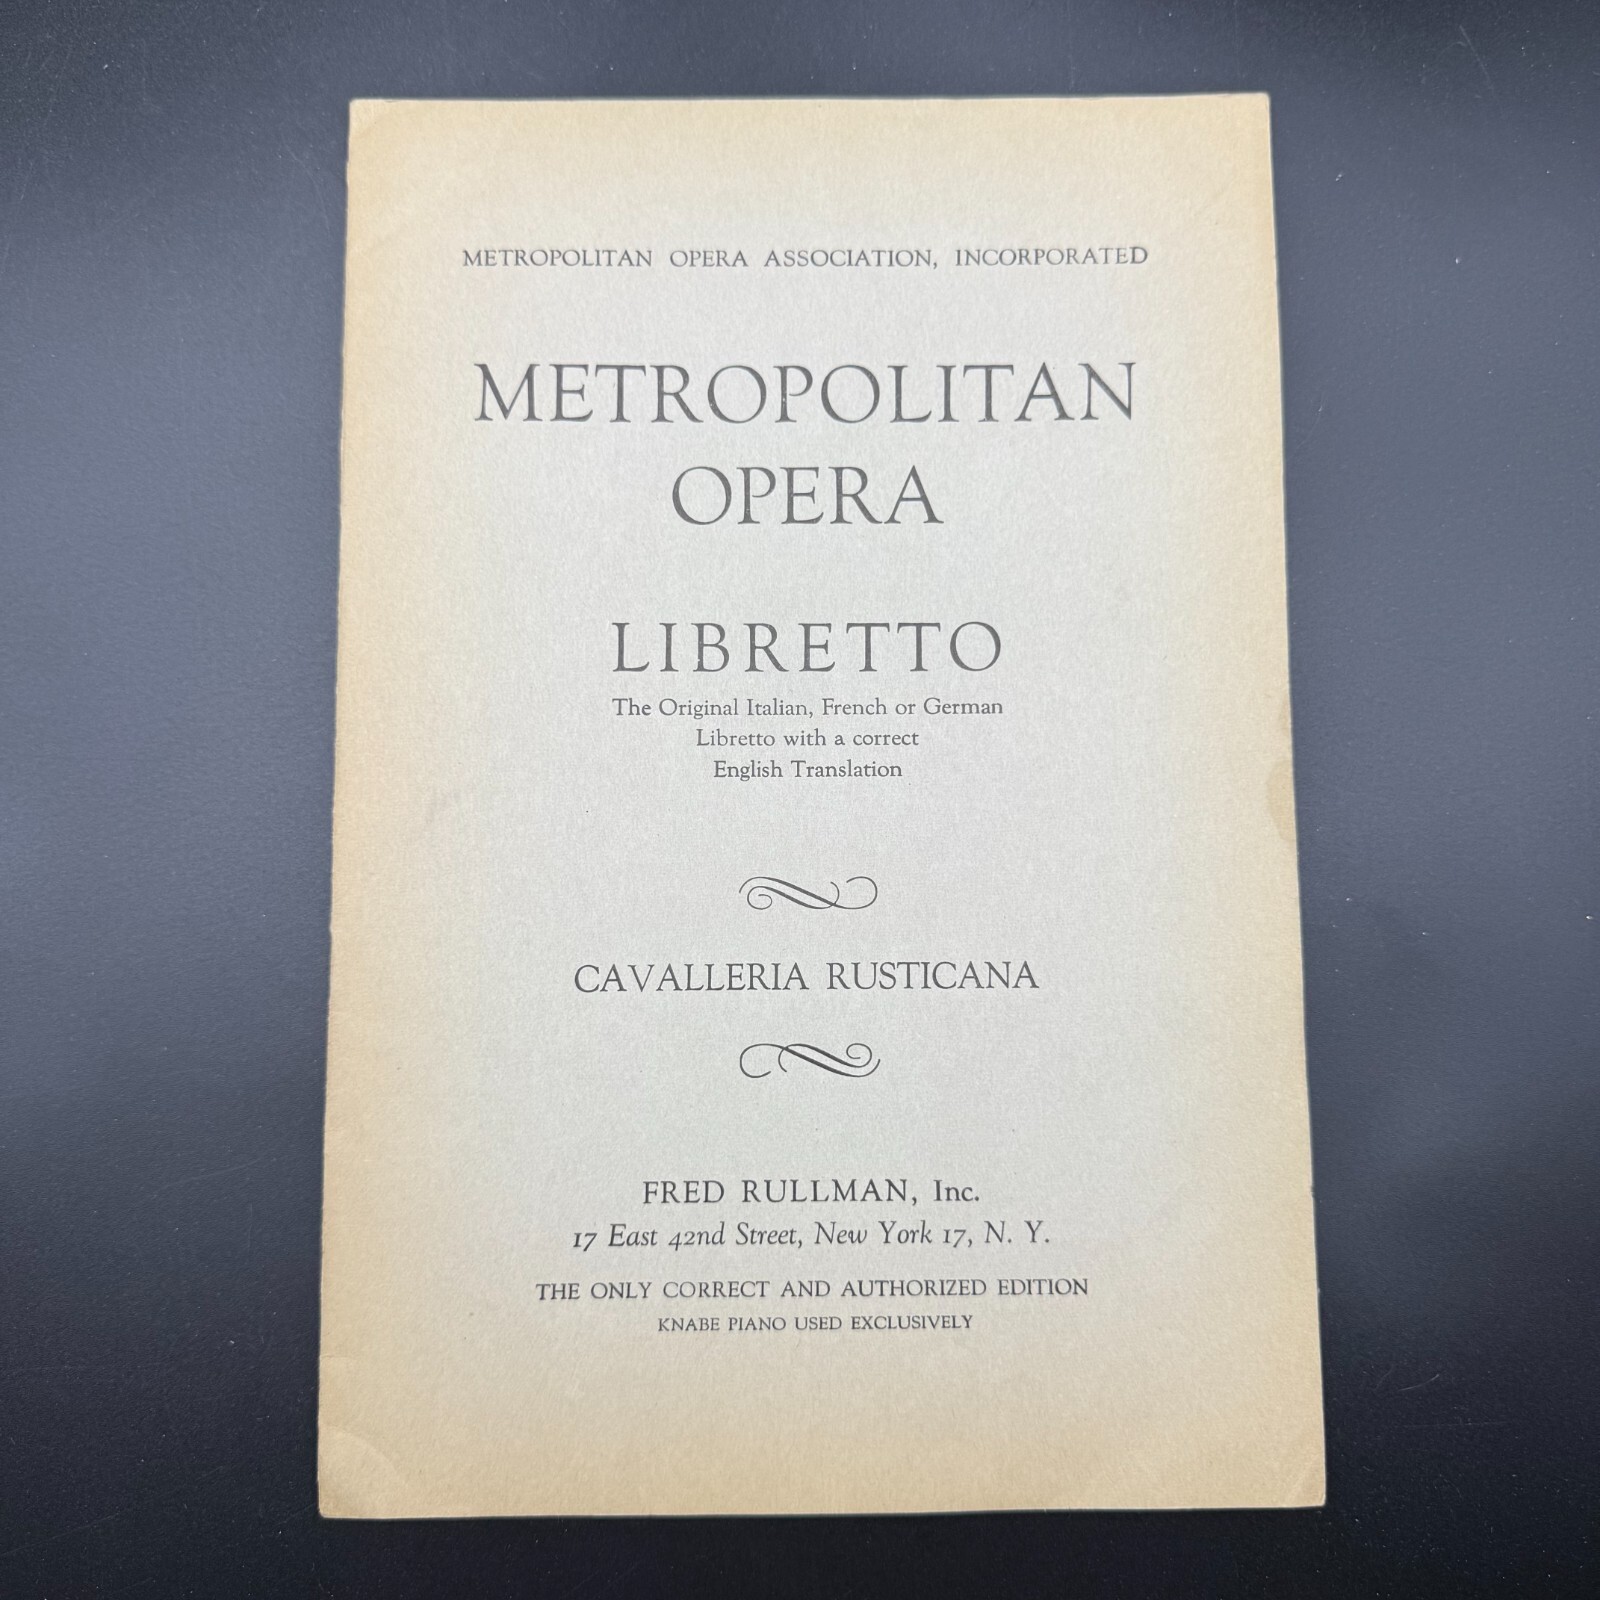 METROPOLITAN OPERA ASSOCIATION, INCORPORATED
METROPOLITAN
OPERA
LIBRETTO
The Original Italian, French or German
Libretto with a correct
English Translation
CAVALLERIA RUSTICANA
FRED RULLMAN, Inc.
17 East 42nd Street, New York 17, N. Y.
THE ONLY CORRECT AND AUTHORIZED EDITION
KNABE PIANO USED EXCLUSIVELY